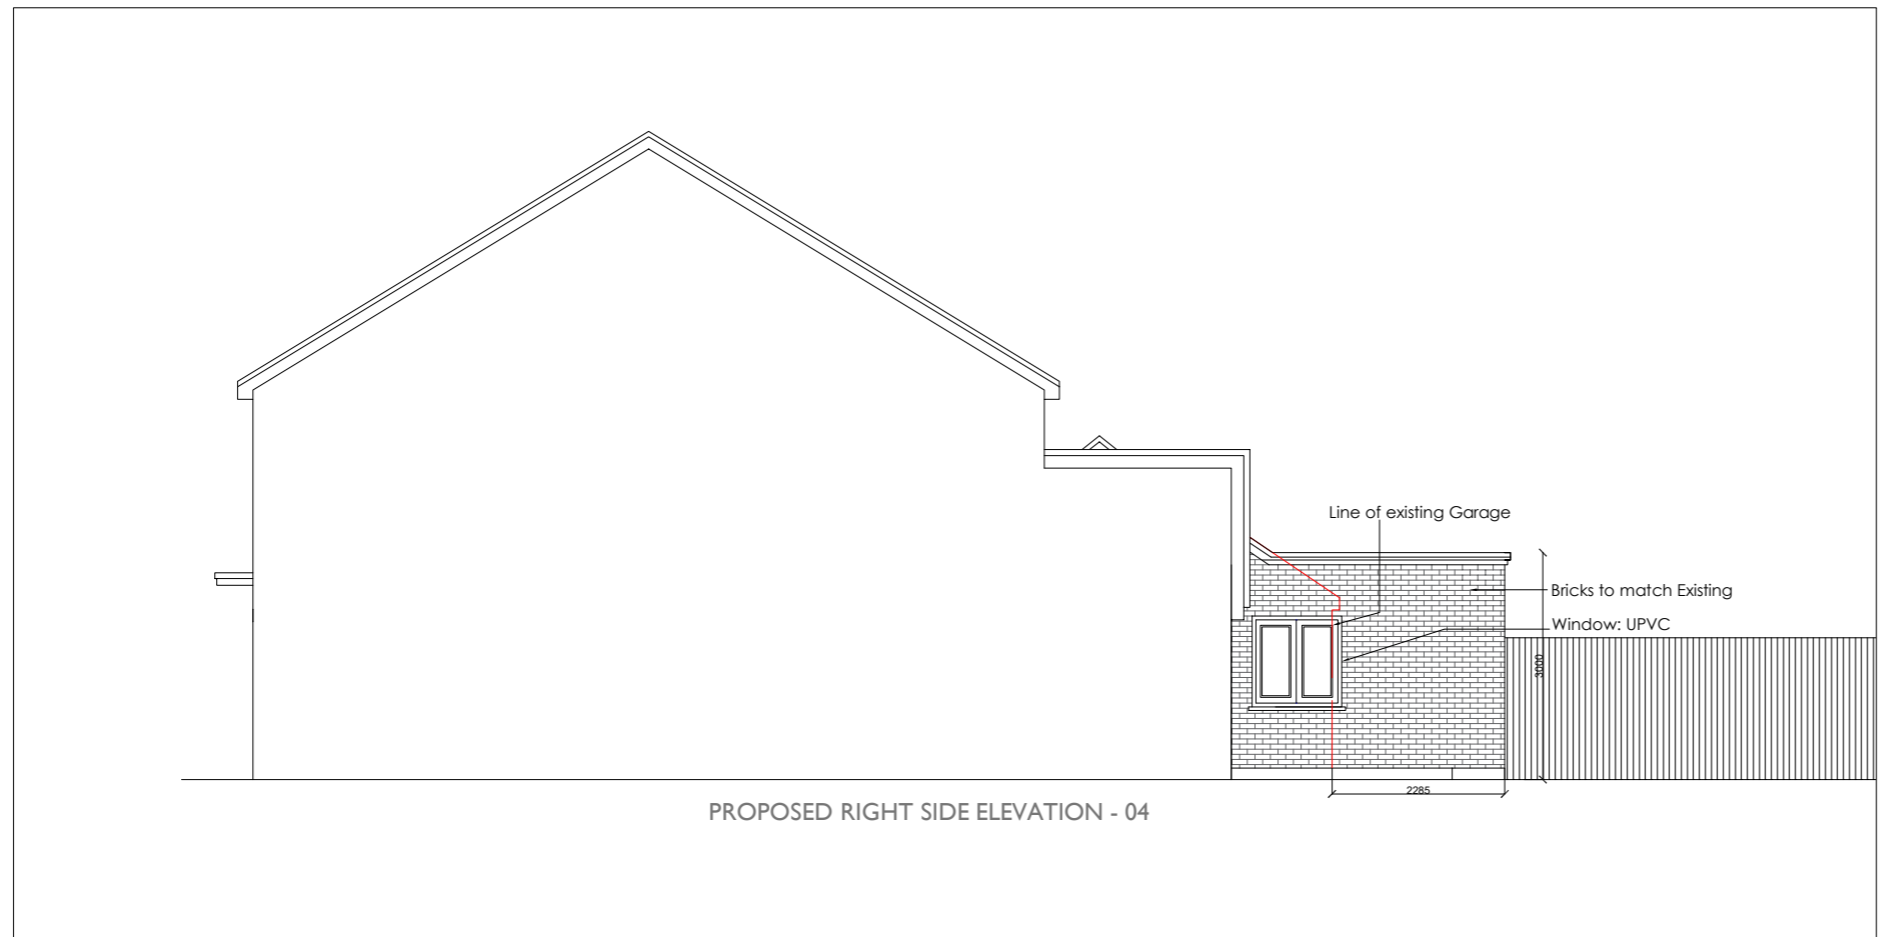 Line of existing Garage
Bricks to match Existing
Window: UPVC
3000
2285
PROPOSED RIGHT SIDE ELEVATION - 04